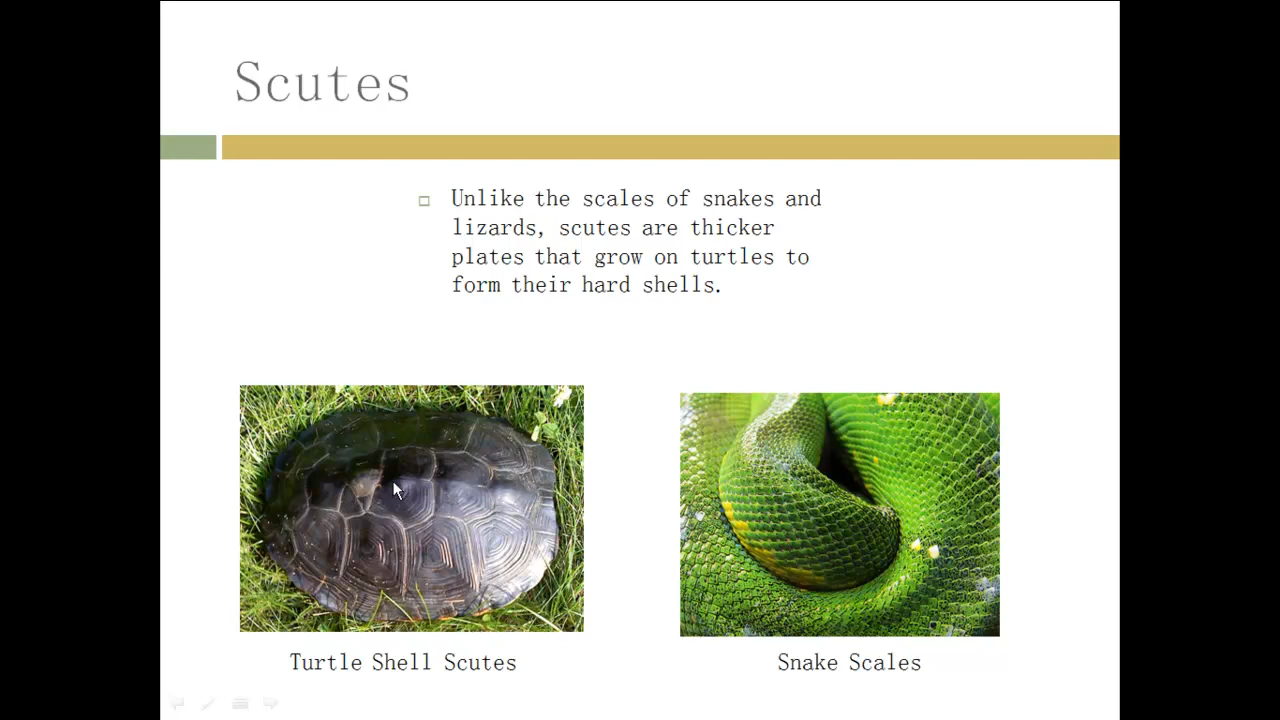 Scutes
Unlike the scales of snakes and
lizards, scutes are thicker
plates that grow on turtles to
form their hard shells.
Turtle Shell Scutes
Snake Scales